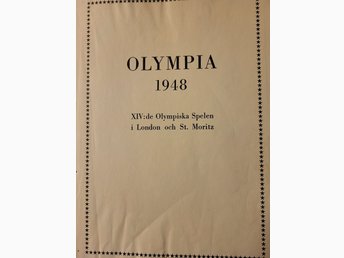 OLYMPIA
1948
XIV:de Olympiska Spelen
i London och St. Moritz